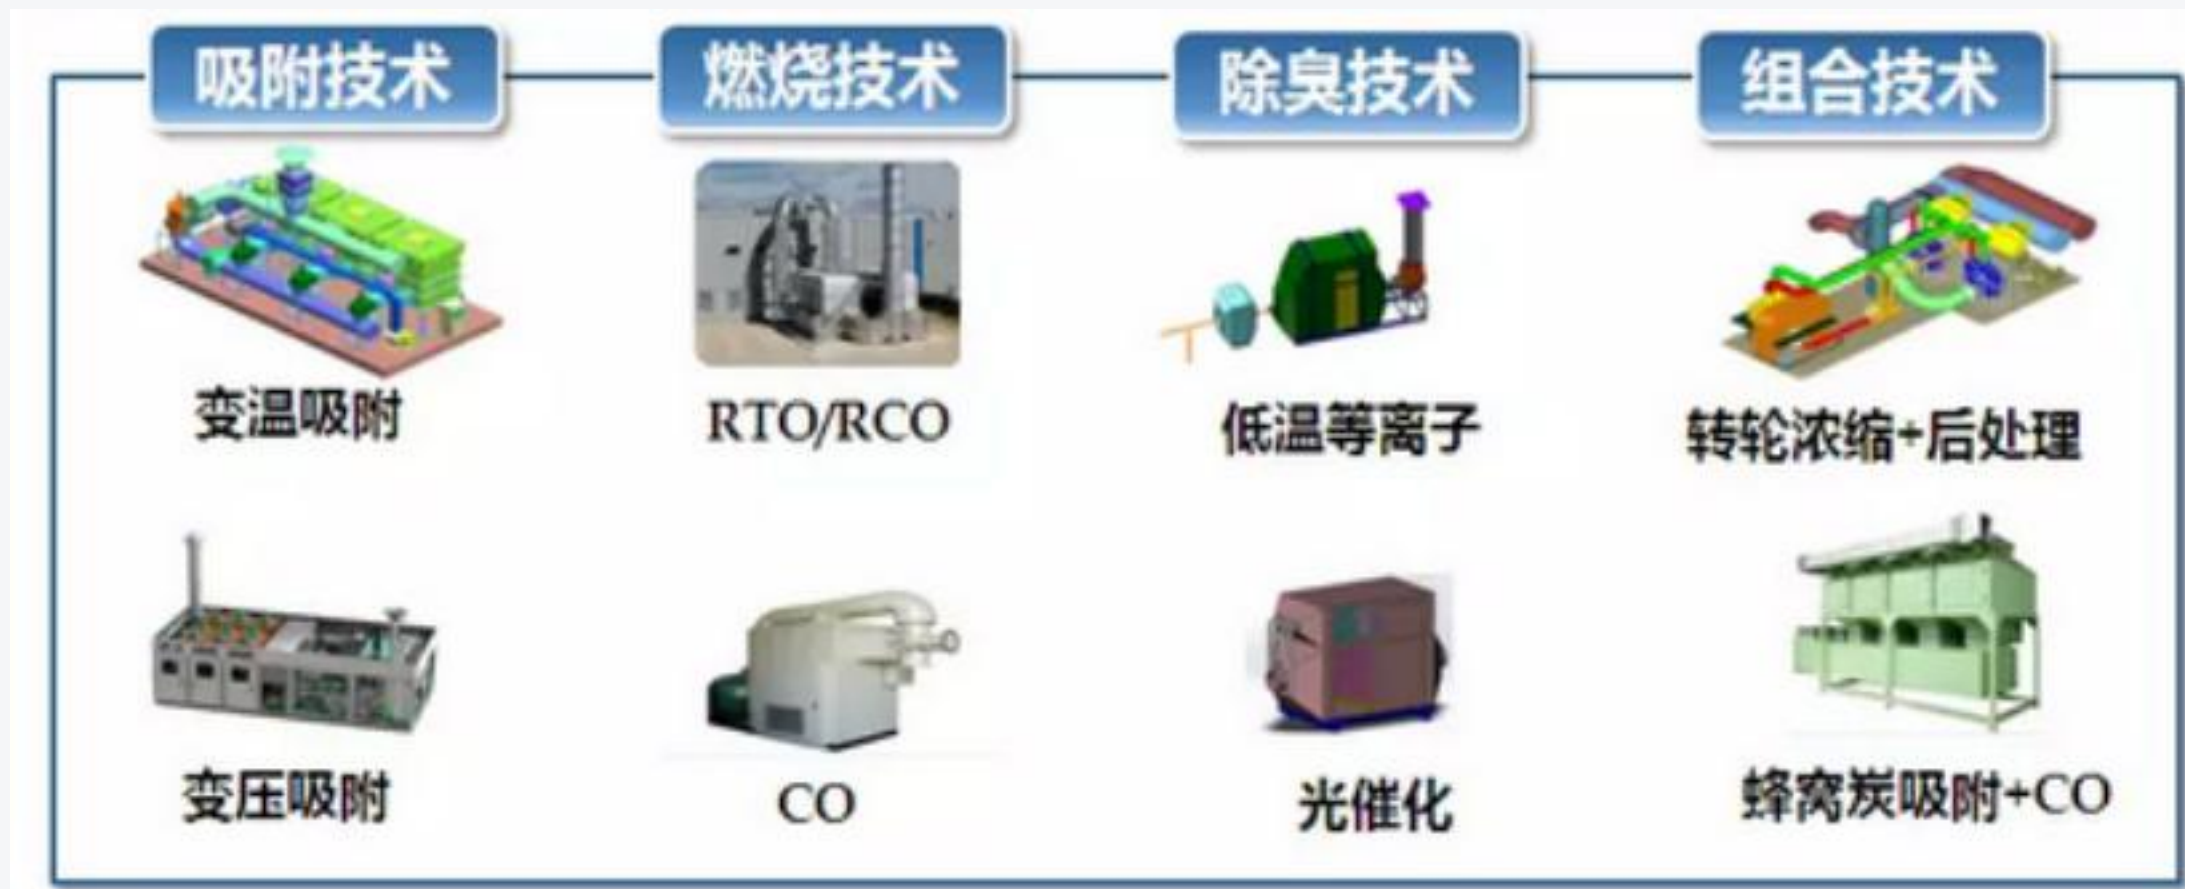 吸附技术
燃烧技术
除臭技术
组合技术
变温吸附
RTO/RCO
低温等离子
转轮浓缩+后处理
变压吸附
CO
光催化
蜂窝炭吸附+CO